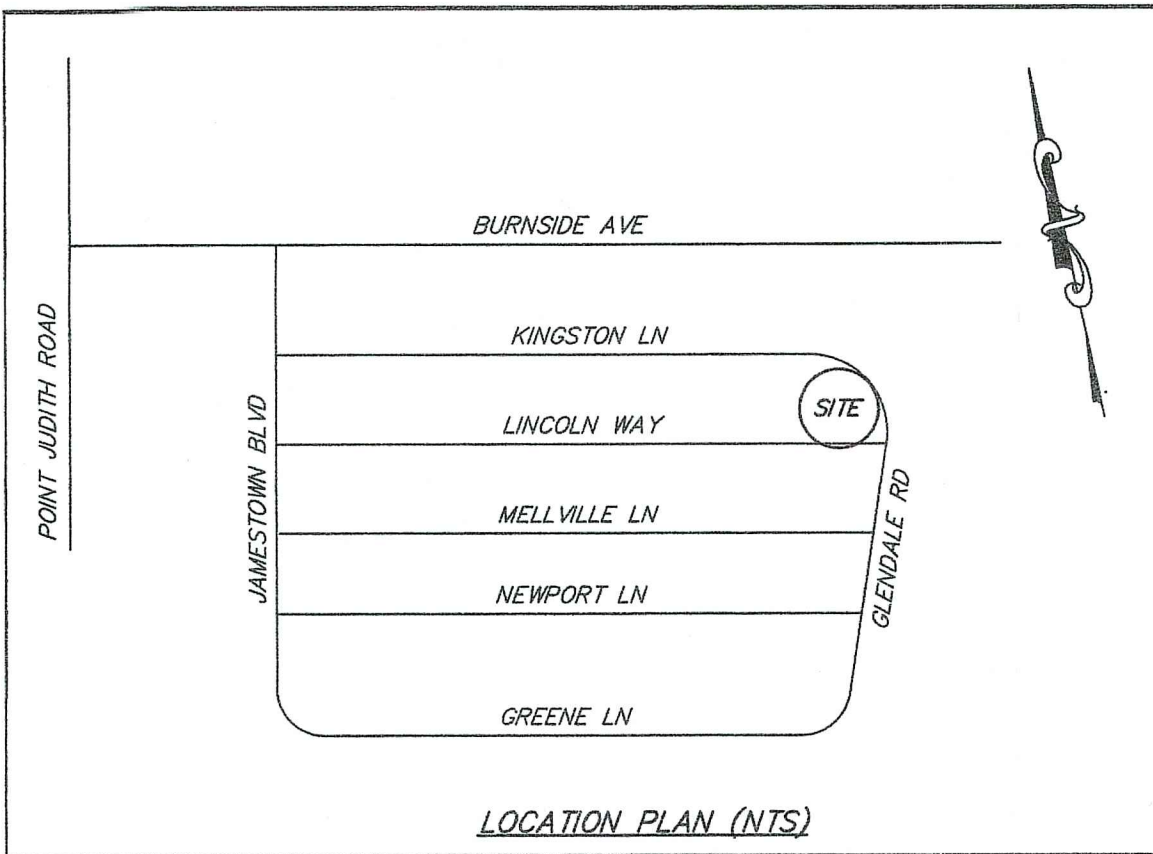 BURNSIDE AVE
POINT JUDITH ROAD
KINGSTON LN
SITE
JAMESTOWN BLVD
LINCOLN WAY
MELLVILLE LN
GLENDALE RD
NEWPORT LN
GREENE LN
LOCATION PLAN (NTS)